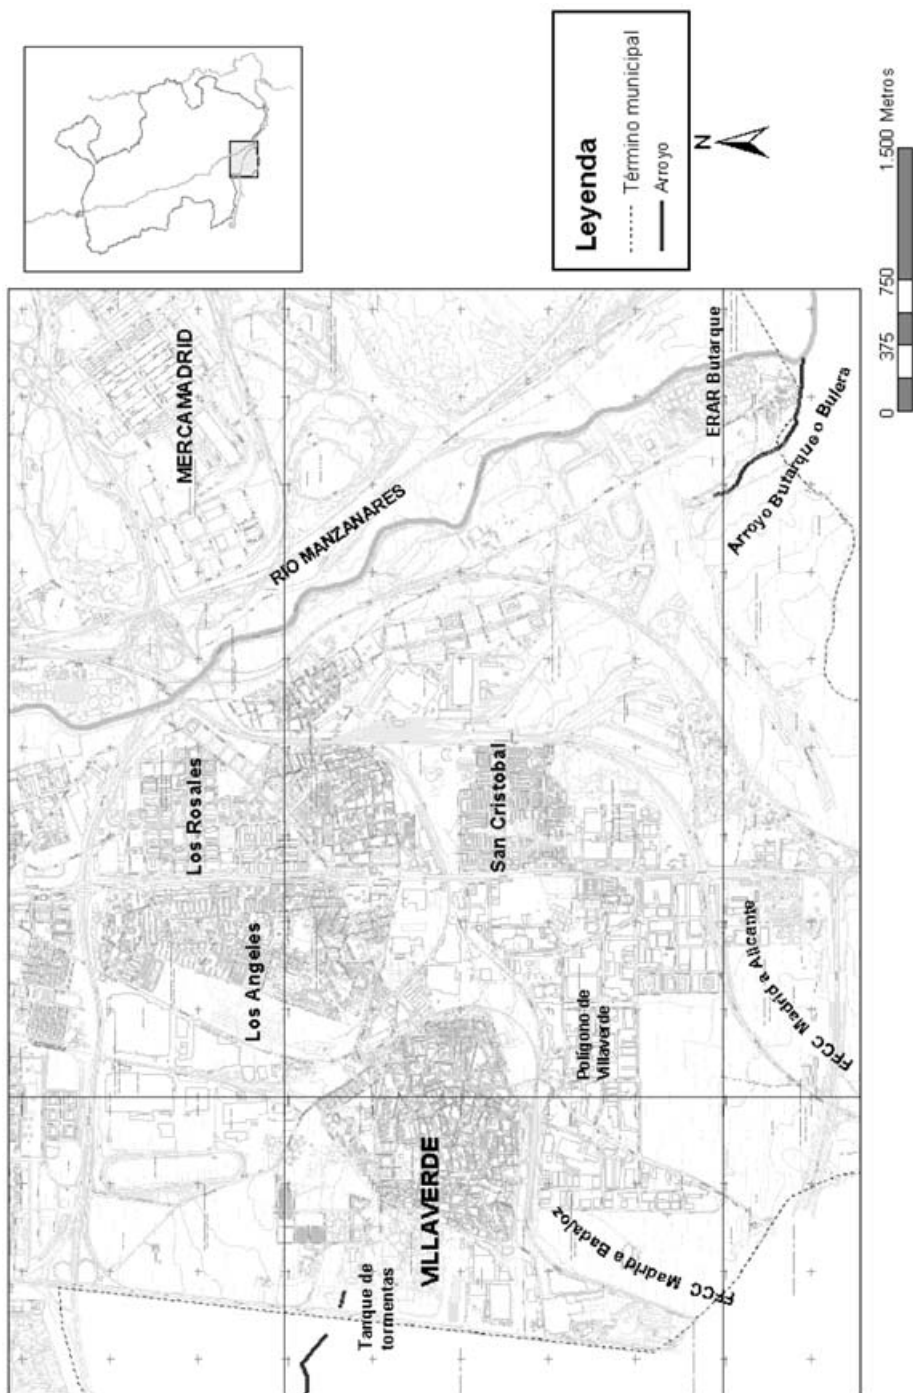 MERCAMADRID
RIO MANZANARES
ERAR Butarque
Arroyo Butarque o Bulera
Los Rosales
San Cristobal
Los Angeles
Polígono de
Villaverde
FFCC Madrid a Alicante
VILLAVERDE
FFCC Madrid a Badajoz
Tanque de
tormentas
Leyenda
Término municipal
Arroyo
N
0 375 750 1.500 Metros